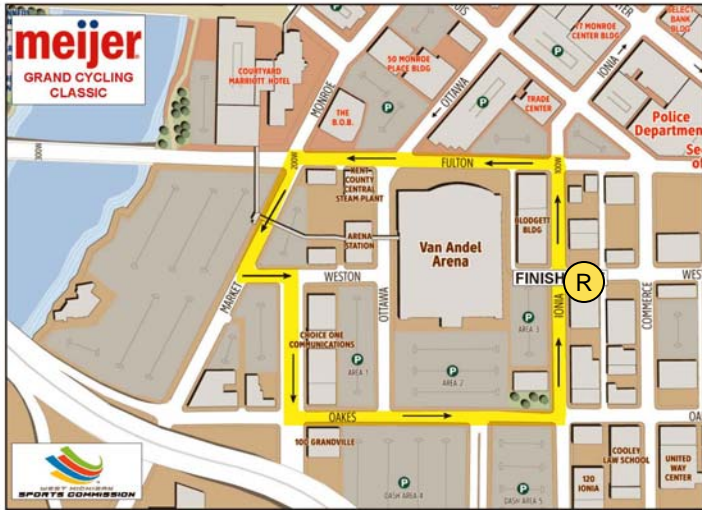 meijer
GRAND CYCLING
CLASSIC
COURTYARD
MARRIOTT HOTEL
MONROE
THE
B.O.B.
50 MONROE
PLACE BLDG
P
P
OTTAWA
P
TRADE
CENTER
MONROE
CENTER BLDG
P
IONIA
SELECT
BANK
BLDG
Police
Department
300W
200W
FULTON
100W
KENT
COUNTY
CENTRAL
STEAM PLANT
ARENA
STATION
Van Andel
Arena
BLODGETT
BLDG
MARKET
WESTON
OTTAWA
FINISH
R
IONIA
COMMERCE
CHOICE ONE
COMMUNICATIONS
P
AREA 1
P
AREA 2
P
AREA 3
P
OAKES
100 GRANDVILLE
P
DASH AREA 4
P
DASH AREA 5
120
IONIA
COOLEY
LAW SCHOOL
UNITED
WAY
CENTER
WEST MICHIGAN
SPORTS COMMISSION